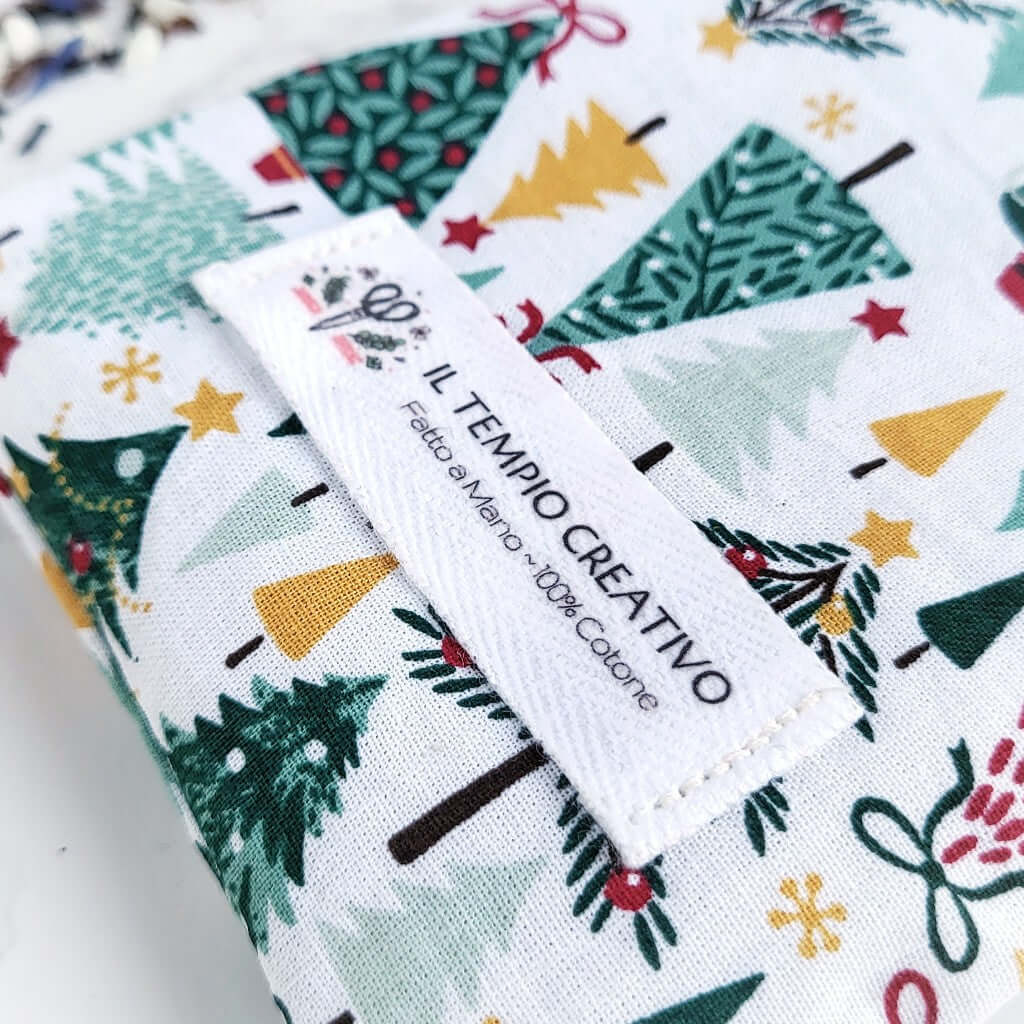 IL TEMPIO CREATIVO
Fatto a Mano ~ 100% Cotone